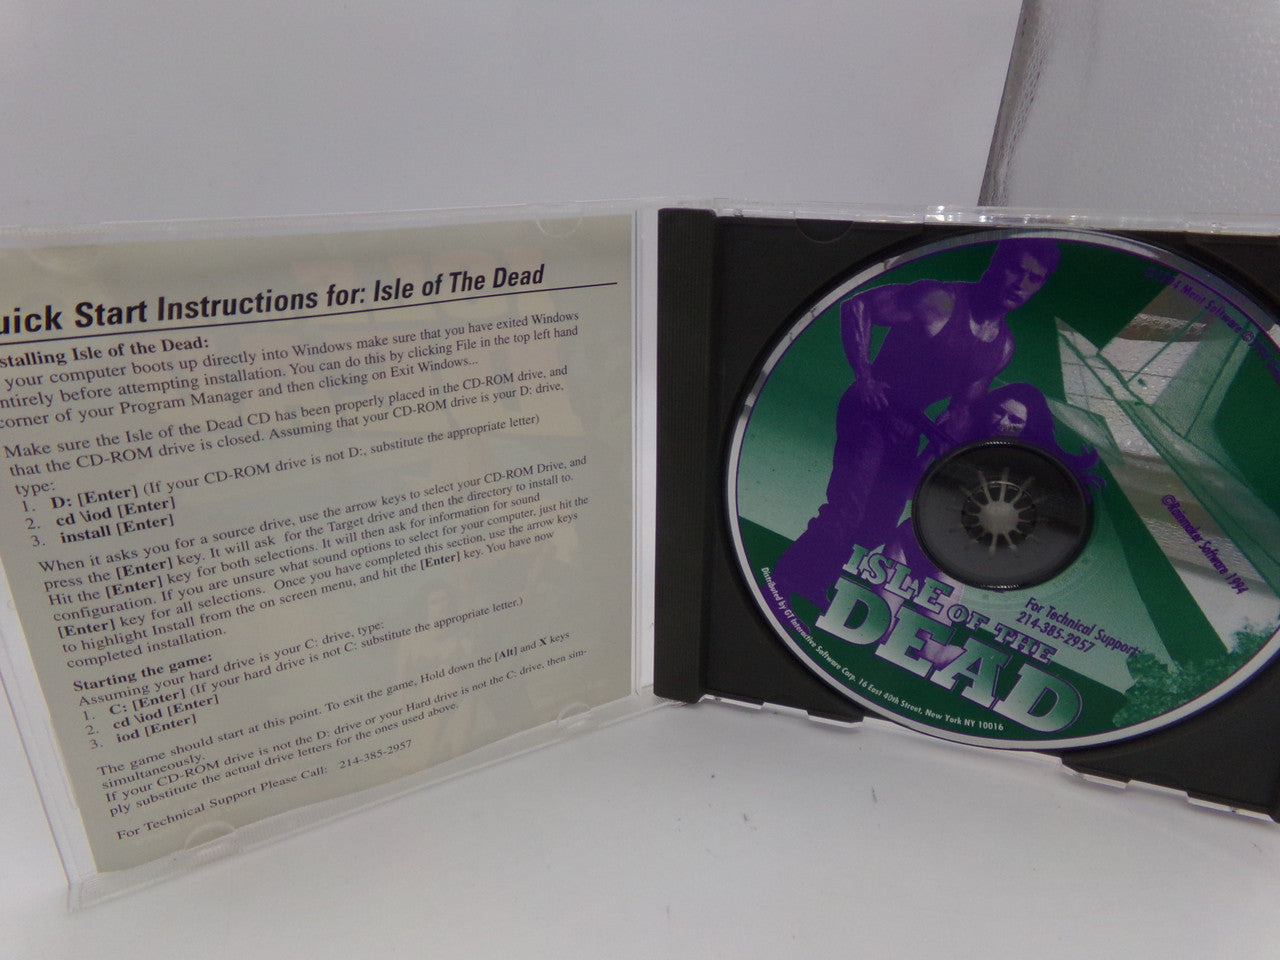 uick Start Instructions for: Isle of The Dead
stalling Isle of the Dead:
your computer boots up directly into Windows make sure that you have exited Windows
ntirely before attempting installation. You can do this by clicking File in the top left hand
corner of your Program Manager and then clicking on Exit Windows...
Make sure the Isle of the Dead CD has been properly placed in the CD-ROM drive, and
that the CD-ROM drive is closed. Assuming that your CD-ROM drive is your D: drive,
type:
1. D: [Enter] (If your CD-ROM drive is not D:, substitute the appropriate letter)
2. cd \iod [Enter]
3. install [Enter]
When it asks you for a source drive, use the arrow keys to select your CD-ROM Drive, and
press the [Enter] key. It will ask for the Target drive and then the directory to install to.
Hit the [Enter] key for both selections. It will then ask for information for sound
configuration. If you are unsure what sound options to select for your computer, just hit the
[Enter] key for all selections. Once you have completed this section, use the arrow keys
to highlight Install from the on screen menu, and hit the [Enter] key. You have now
completed installation.
Starting the game:
Assuming your hard drive is your C: drive, type:
1. C: [Enter] (If your hard drive is not C: substitute the appropriate letter.)
2. cd \iod [Enter]
3. iod [Enter]
The game should start at this point. To exit the game, Hold down the [Alt] and X keys
simultaneously.
If your CD-ROM drive is not the D: drive or your Hard drive is not the C: drive, then sim-
ply substitute the actual drive letters for the ones used above.
For Technical Support Please Call: 214-385-2957
Merit Software
©Rainmaker Software 1994
ISLE OF THE
DEAD
For Technical Support:
214-385-2957
Distributed by GT Interactive Software Corp. 16 East 40th Street, New York NY 10016